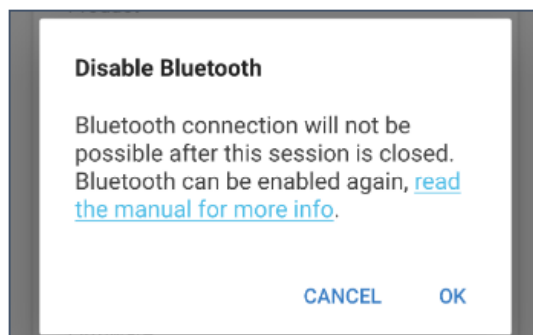 Disable Bluetooth
Bluetooth connection will not be
possible after this session is closed.
Bluetooth can be enabled again, read
the manual for more info.
CANCEL OK